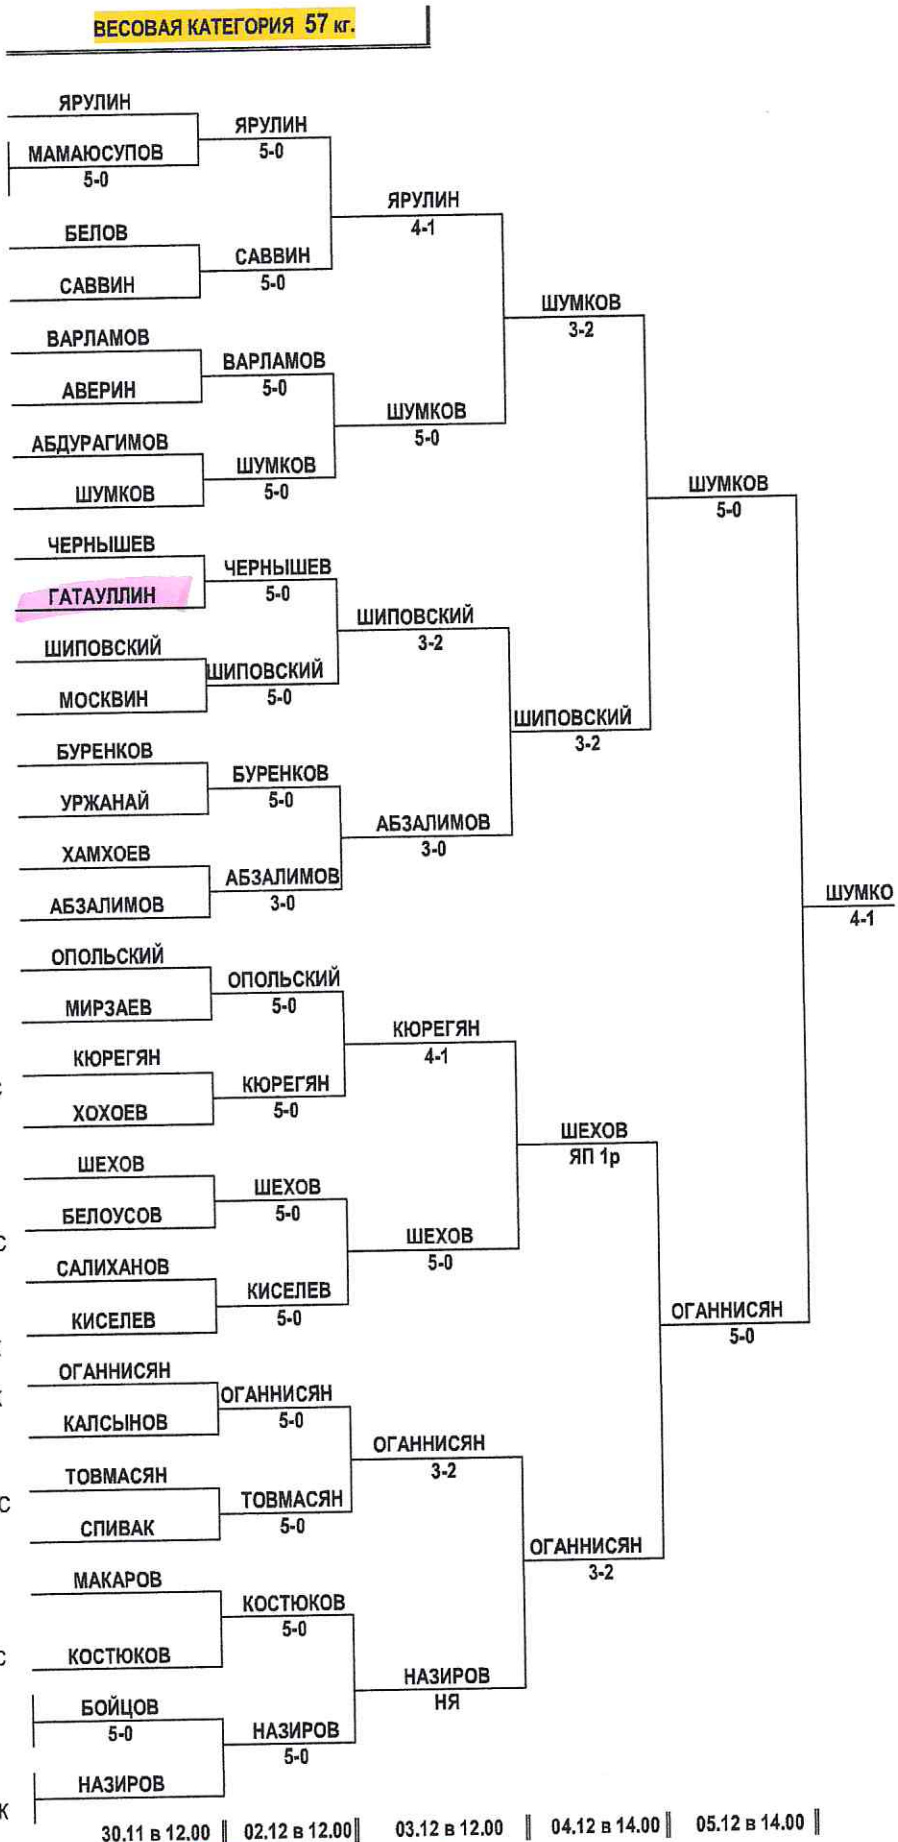 ВЕСОВАЯ КАТЕГОРИЯ 57 кг.
ЯРУЛИН
МАМАЮСУПОВ
5-0
БЕЛОВ
САВВИН
ВАРЛАМОВ
АВЕРИН
АБДУРАГИМОВ
ШУМКОВ
ЧЕРНЫШЕВ
ГАТАУЛЛИН
ШИПОВСКИЙ
МОСКВИН
БУРЕНКОВ
УРЖАНАЙ
ХАМХОЕВ
АБЗАЛИМОВ
ОПОЛЬСКИЙ
МИРЗАЕВ
КЮРЕГЯН
ХОХОЕВ
ШЕХОВ
БЕЛОУСОВ
С
САЛИХАНОВ
КИСЕЛЕВ
ОГАННИСЯН
КАЛСЫНОВ
ТОВМАСЯН
С
СПИВАК
МАКАРОВ
КОСТЮКОВ
С
БОЙЦОВ
5-0
НАЗИРОВ
К
ЯРУЛИН
5-0
САВВИН
5-0
ВАРЛАМОВ
5-0
ШУМКОВ
5-0
ЧЕРНЫШЕВ
5-0
ШИПОВСКИЙ
5-0
БУРЕНКОВ
5-0
АБЗАЛИМОВ
3-0
ОПОЛЬСКИЙ
5-0
КЮРЕГЯН
5-0
ШЕХОВ
5-0
КИСЕЛЕВ
5-0
ОГАННИСЯН
5-0
ТОВМАСЯН
5-0
КОСТЮКОВ
5-0
НАЗИРОВ
5-0
ЯРУЛИН
4-1
ШУМКОВ
5-0
ШИПОВСКИЙ
3-2
АБЗАЛИМОВ
3-0
КЮРЕГЯН
4-1
ШЕХОВ
5-0
ОГАННИСЯН
3-2
НАЗИРОВ
НЯ
ШУМКОВ
3-2
ШИПОВСКИЙ
3-2
ШЕХОВ
ЯП 1р
ОГАННИСЯН
3-2
ШУМКОВ
5-0
ОГАННИСЯН
5-0
ШУМКО
4-1
30.11 в 12.00 02.12 в 12.00 03.12 в 12.00 04.12 в 14.00 05.12 в 14.00